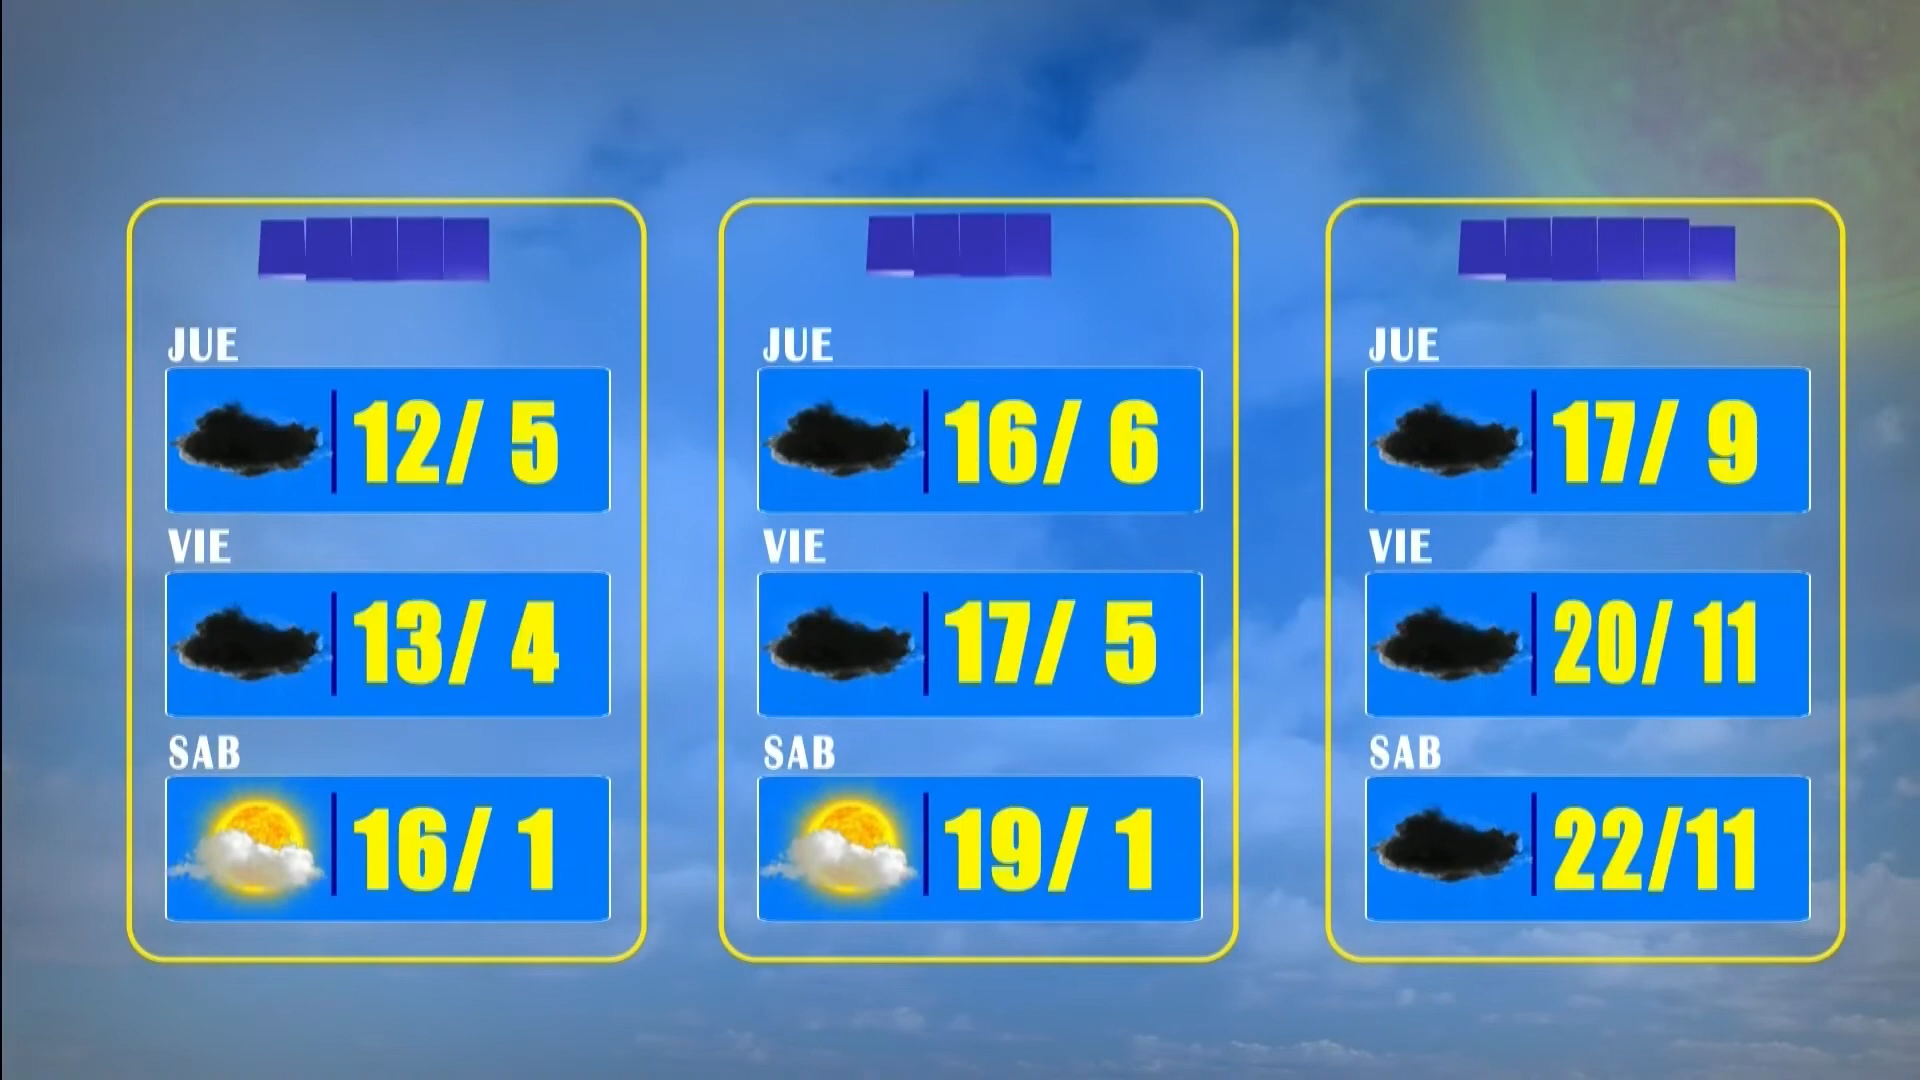 JUE
12/ 5
VIE
13/ 4
SAB
16/ 1
JUE
16/ 6
VIE
17/ 5
SAB
19/ 1
JUE
17/ 9
VIE
20/ 11
SAB
22/11